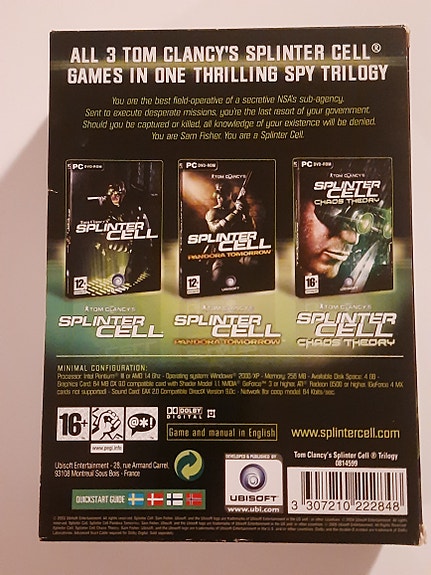 ALL 3 TOM CLANCY'S SPLINTER CELL®
GAMES IN ONE THRILLING SPY TRILOGY
You are the best field-operative of a secretive NSA's sub-agency.
Sent to execute desperate missions, you're the last resort of your government.
Should you be captured or killed, all knowledge of your existence will be denied.
You are Sam Fisher. You are a Splinter Cell.
PC DVD-ROM
Tom Clancy's
SPLINTER
CELL
12+
UBISOFT
PC DVD-ROM
TOM CLANCY'S
SPLINTER
CELL
PANDORA TOMORROW
12+
PC DVD-ROM
TOM CLANCY'S
SPLINTER
CELL
CHAOS THEORY
16+
TOM CLANCY'S
SPLINTER
CELL
TOM CLANCY'S
SPLINTER
CELL
PANDORA TOMORROW
TOM CLANCY'S
SPLINTER
CELL
CHAOS THEORY
MINIMAL CONFIGURATION:
Processor: Intel Pentium® III or AMD 1.4 Ghz - Operating system: Windows® 2000/XP - Memory: 256 MB - Available Disk Space: 4 GB -
Graphics Card: 64 MB DX 9.0 compatible card with Shader Model 1.1, NVIDIA® GeForce™ 3 or higher, ATI® Radeon 8500 or higher, (GeForce 4 MX
cards not supported) - Sound Card: EAX 2.0 Compatible DirectX Version 9.0c - Network (for coop mode): 64 Kbits/sec.
16+
www.pegi.info
DOLBY
DIGITAL
Game and manual in English
www.splintercell.com
Ubisoft Entertainment - 28, rue Armand Carrel,
93108 Montreuil Sous Bois - France
DEVELOPED & PUBLISHED BY
UBISOFT
www.ubi.com
Tom Clancy's Splinter Cell ® Trilogy
0814599
3 307210 222848
QUICKSTART GUIDE